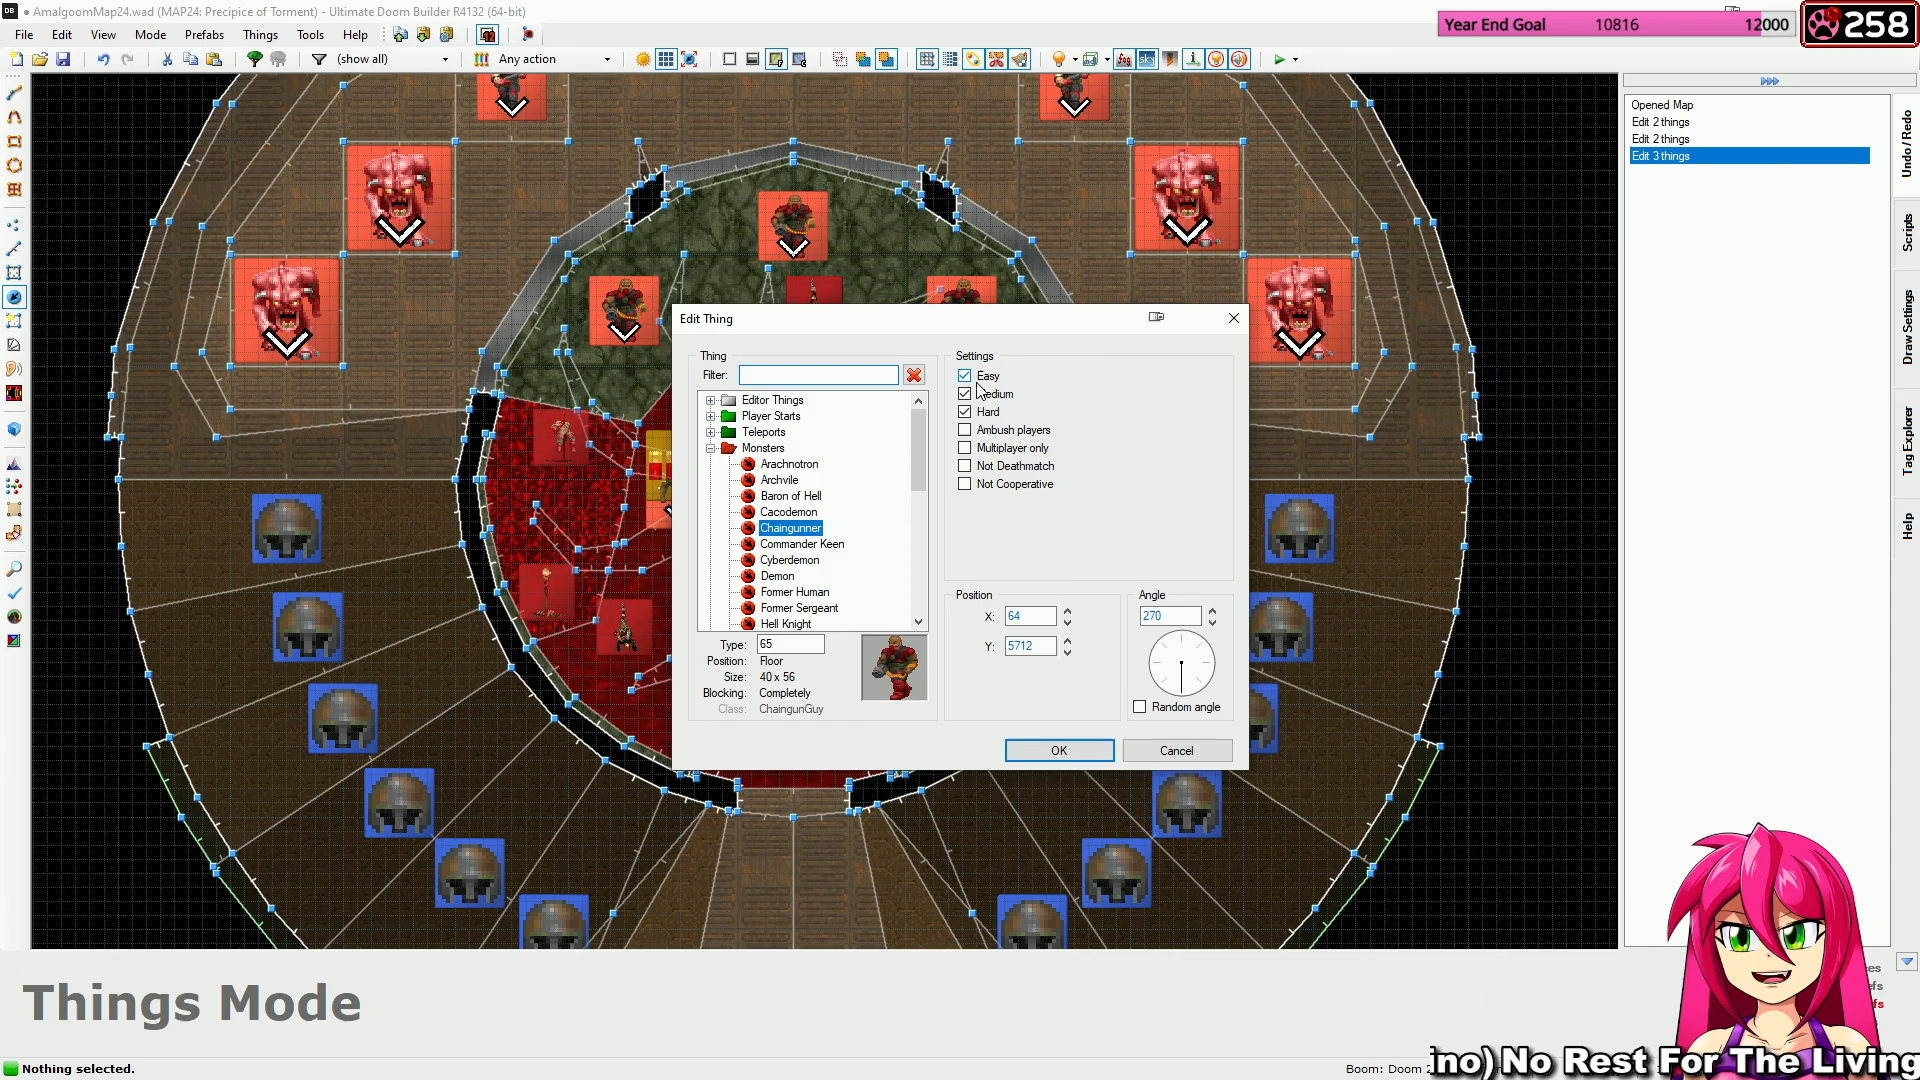 AmalgoomMap24.wad (MAP24: Precipice of Torment) - Ultimate Doom Builder R4132 (64-bit)
File Edit View Mode Prefabs Things Tools Help
(show all)
Any action
Year End Goal 10816 12000
258
Opened Map
Edit 2 things
Edit 2 things
Edit 3 things
Undo / Redo
Scripts
Draw Settings
Tag Explorer
Help
Edit Thing
Thing
Filter:
Editor Things
Player Starts
Teleports
Monsters
Arachnotron
Archvile
Baron of Hell
Cacodemon
Chaingunner
Commander Keen
Cyberdemon
Demon
Former Human
Former Sergeant
Hell Knight
Type: 65
Position: Floor
Size: 40 x 56
Blocking: Completely
Class: ChaingunGuy
Settings
Easy
edium
Hard
Ambush players
Multiplayer only
Not Deathmatch
Not Cooperative
Position
X: 64
Y: 5712
Angle
270
Random angle
OK
Cancel
Things Mode
Nothing selected.
Boom: Doom 2
ino) No Rest For The Living